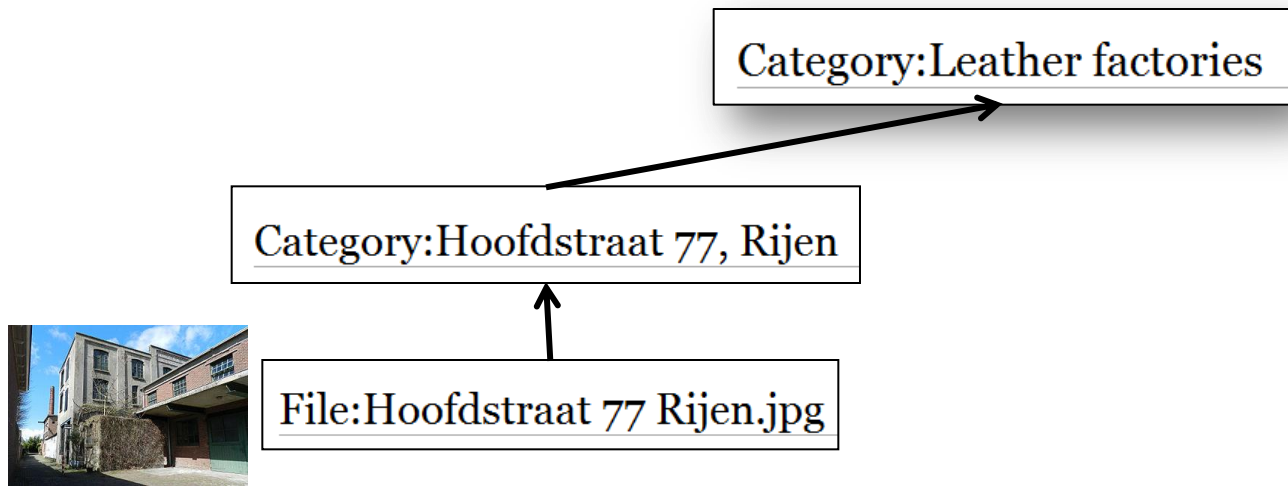 Category:Leather factories
Category:Hoofdstraat 77, Rijen
File:Hoofdstraat 77 Rijen.jpg